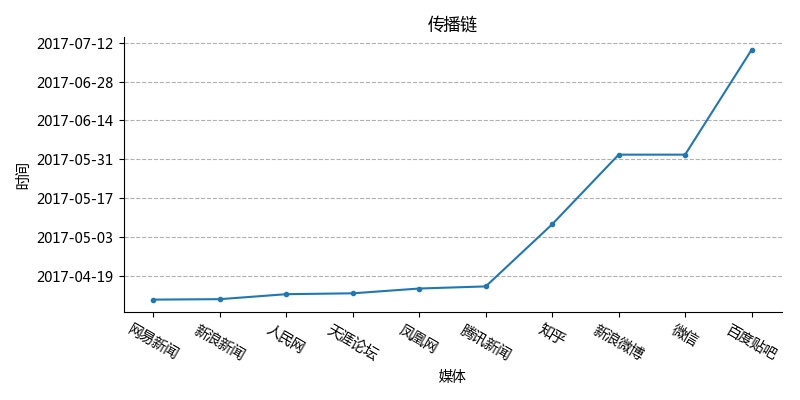 传播链
2017-07-12
2017-06-28
2017-06-14
2017-05-31
2017-05-17
2017-05-03
2017-04-19
时间
网易新闻
新浪新闻
人民网
天涯论坛
凤凰网
腾讯新闻
知乎
新浪微博
微信
百度贴吧
媒体